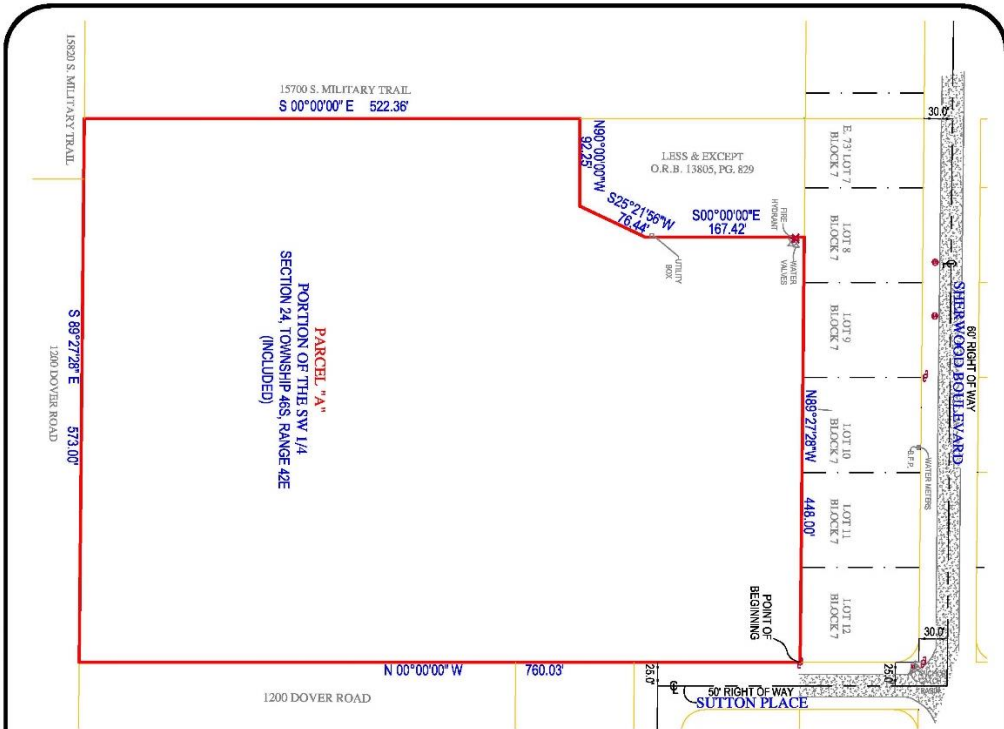 15820 S. MILITARY TRAIL
15700 S. MILITARY TRAIL
S 00°00'00" E 522.36'
N90°00'00"W
92.25'
S25°21'56"W
76.44'
LESS & EXCEPT
O.R.B. 13805, PG. 829
S00°00'00"E
167.42'
UTILITY
BOX
FIRE
HYDRANT
WATER
VALVES
E. 73' LOT 7
BLOCK 7
LOT 8
BLOCK 7
LOT 9
BLOCK 7
LOT 10
BLOCK 7
LOT 11
BLOCK 7
LOT 12
BLOCK 7
30.0'
60' RIGHT OF WAY
SHERWOOD BOULEVARD
WATER METERS
B.F.P.
N89°27'28"W 448.00'
PARCEL "A"
PORTION OF THE SW 1/4
SECTION 24, TOWNSHIP 46S, RANGE 42E
(INCLUDED)
S 89°27'28" E 573.00'
1200 DOVER ROAD
POINT OF
BEGINNING
30.0'
N 00°00'00" W 760.03'
25.0'
25.0'
1200 DOVER ROAD
50' RIGHT OF WAY
SUTTON PLACE